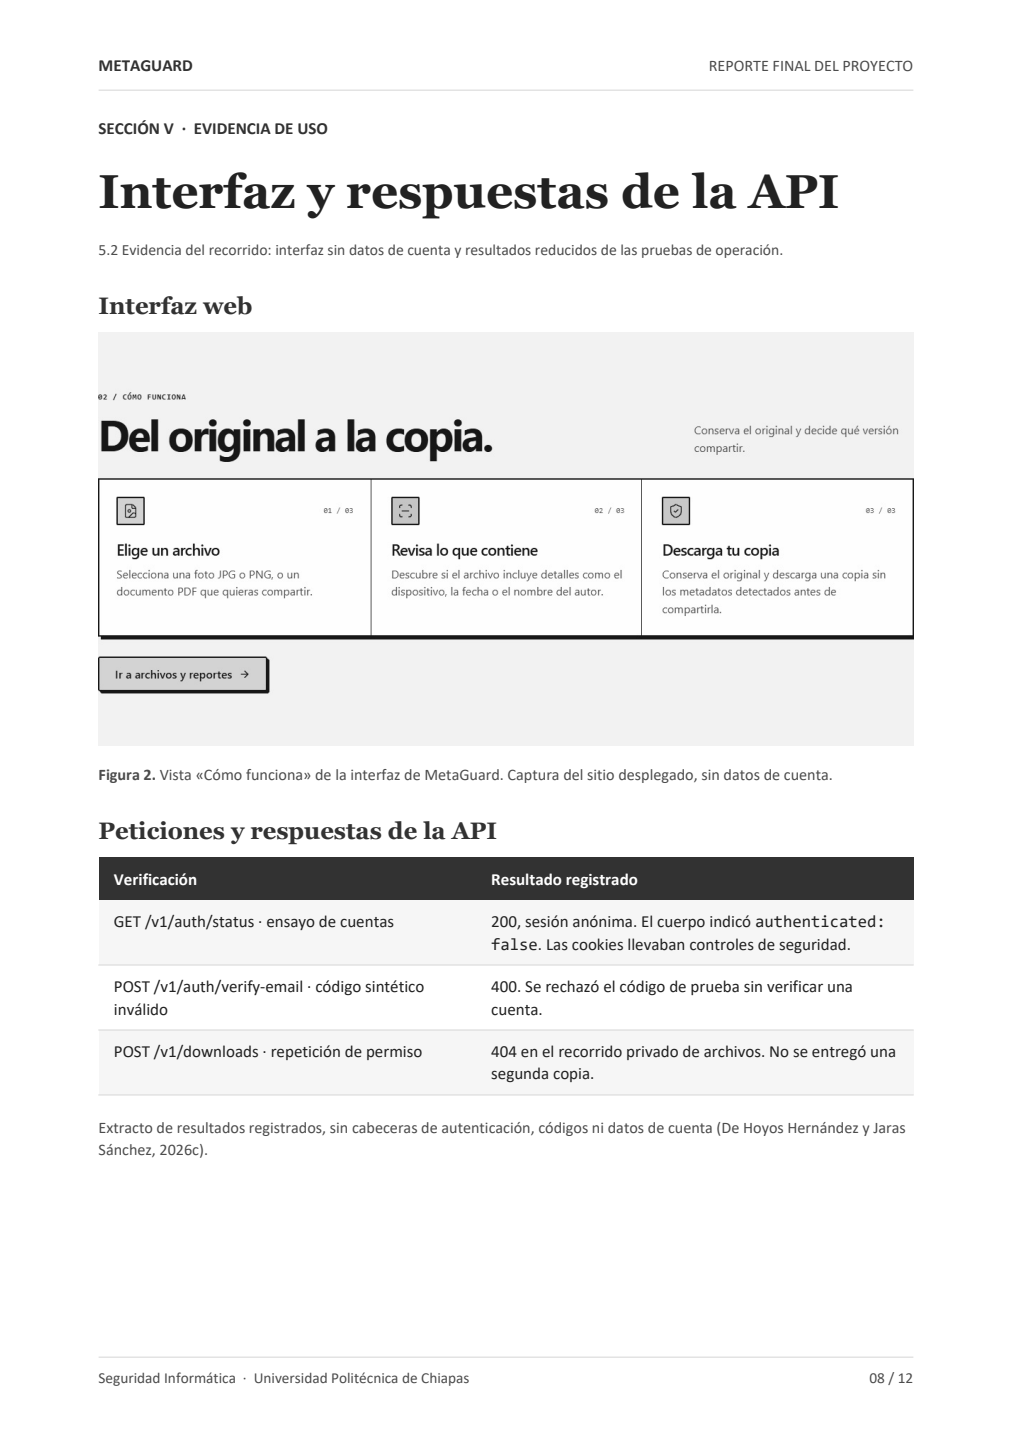 METAGUARD
REPORTE FINAL DEL PROYECTO
SECCIÓN V · EVIDENCIA DE USO
Interfaz y respuestas de la API
5.2 Evidencia del recorrido: interfaz sin datos de cuenta y resultados reducidos de las pruebas de operación.
Interfaz web
02 / CÓMO FUNCIONA
Del original a la copia.
Conserva el original y decide qué versión
compartir.
01 / 03
Elige un archivo
Selecciona una foto JPG o PNG, o un
documento PDF que quieras compartir.
02 / 03
Revisa lo que contiene
Descubre si el archivo incluye detalles como el
dispositivo, la fecha o el nombre del autor.
03 / 03
Descarga tu copia
Conserva el original y descarga una copia sin
los metadatos detectados antes de
compartirla.
Ir a archivos y reportes →
Figura 2. Vista «Cómo funciona» de la interfaz de MetaGuard. Captura del sitio desplegado, sin datos de cuenta.
Peticiones y respuestas de la API
Verificación
Resultado registrado
GET /v1/auth/status · ensayo de cuentas
200, sesión anónima. El cuerpo indicó authenticated:
false. Las cookies llevaban controles de seguridad.
POST /v1/auth/verify-email · código sintético
inválido
400. Se rechazó el código de prueba sin verificar una
cuenta.
POST /v1/downloads · repetición de permiso
404 en el recorrido privado de archivos. No se entregó una
segunda copia.
Extracto de resultados registrados, sin cabeceras de autenticación, códigos ni datos de cuenta (De Hoyos Hernández y Jaras
Sánchez, 2026c).
Seguridad Informática · Universidad Politécnica de Chiapas
08 / 12